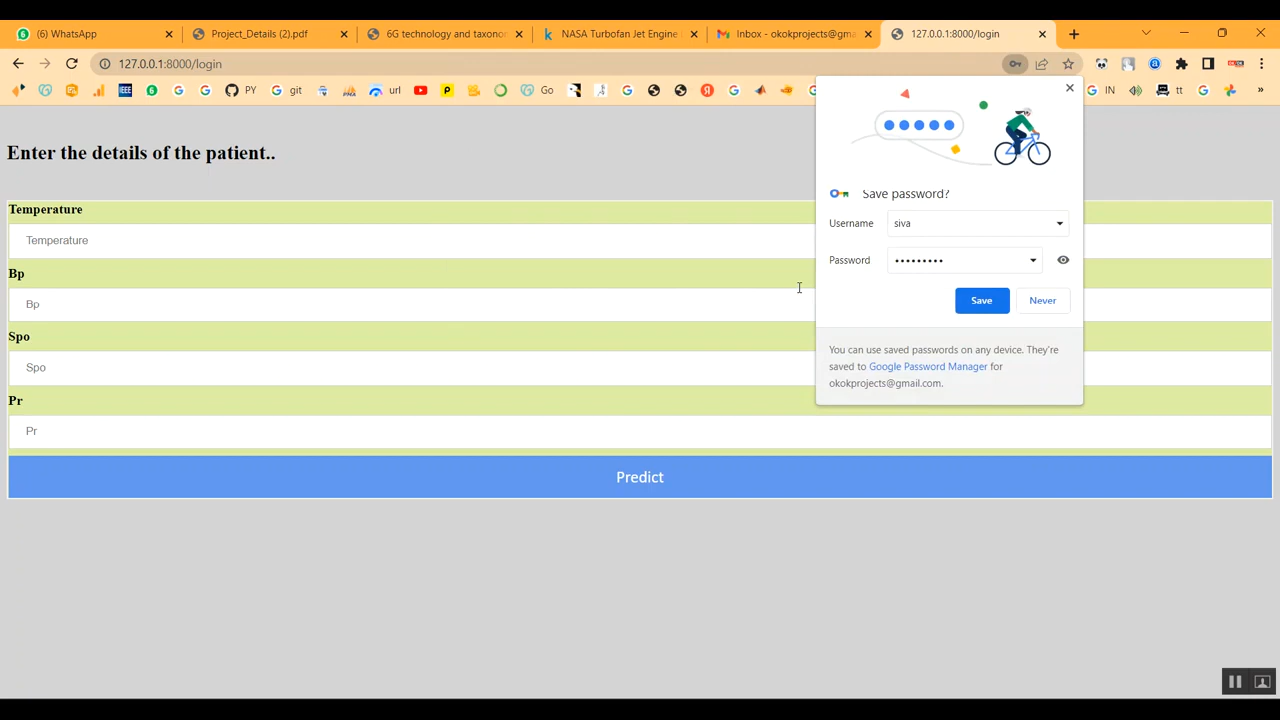 (6) WhatsApp
Project_Details (2).pdf
6G technology and taxono
NASA Turbofan Jet Engine
Inbox - okokprojects@gma
127.0.0.1:8000/login
127.0.0.1:8000/login
IEEE
PY
git
url
Go
IN
tt
»
Enter the details of the patient..
Temperature
Temperature
Bp
Bp
Spo
Spo
Pr
Pr
Predict
Save password?
Username
siva
Password
•••••••••
Save
Never
You can use saved passwords on any device. They're
saved to Google Password Manager for
okokprojects@gmail.com.